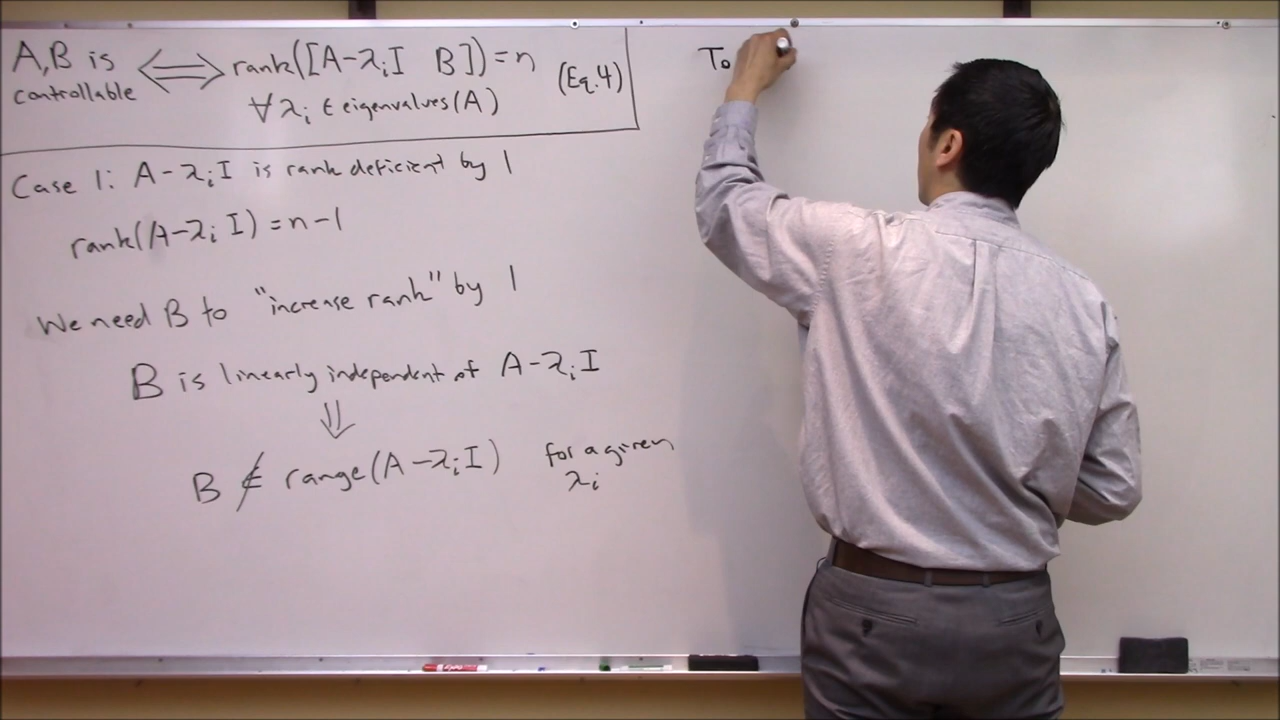 A,B is ⟺ rank([A-λᵢI B])=n (Eq.4)
controllable ∀ λᵢ ∈ eigenvalues(A)
Case 1: A-λᵢI is rank deficient by 1
rank(A-λᵢI)=n-1
We need B to "increase rank" by 1
B is linearly independent of A-λᵢI
⇓
B ∉ range(A-λᵢI) for a given
λᵢ
To
EXPO